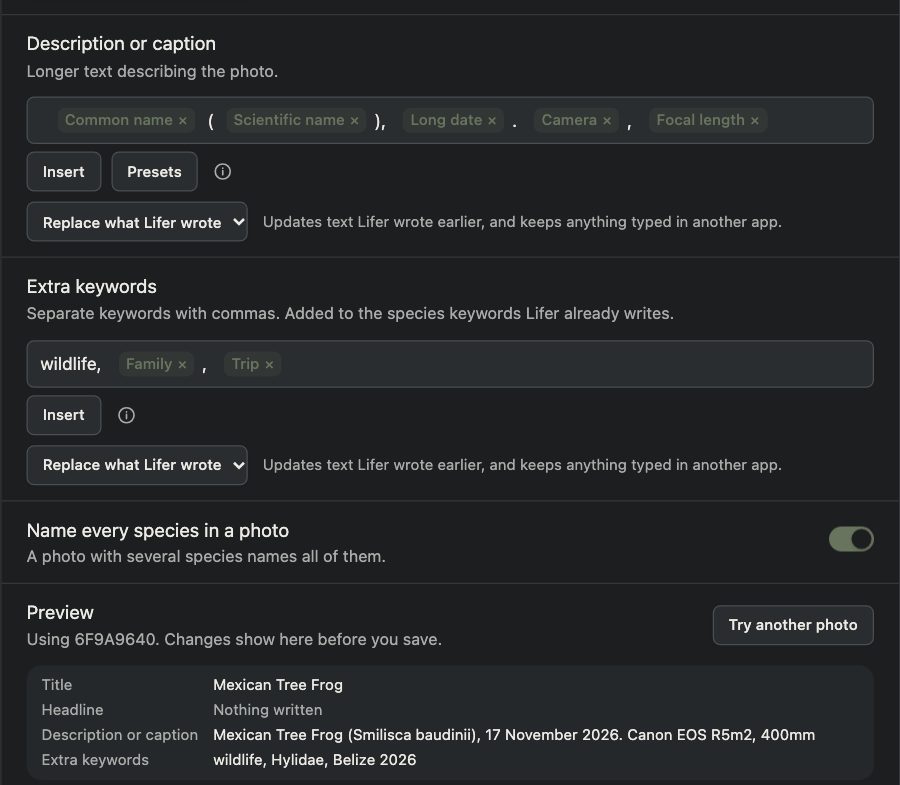 Description or caption
Longer text describing the photo.
Common name × ( Scientific name × ), Long date × . Camera × , Focal length ×
Insert Presets
Replace what Lifer wrote Updates text Lifer wrote earlier, and keeps anything typed in another app.
Extra keywords
Separate keywords with commas. Added to the species keywords Lifer already writes.
wildlife, Family × , Trip ×
Insert
Replace what Lifer wrote Updates text Lifer wrote earlier, and keeps anything typed in another app.
Name every species in a photo
A photo with several species names all of them.
Preview
Using 6F9A9640. Changes show here before you save.
Try another photo
Title Mexican Tree Frog
Headline Nothing written
Description or caption Mexican Tree Frog (Smilisca baudinii), 17 November 2026. Canon EOS R5m2, 400mm
Extra keywords wildlife, Hylidae, Belize 2026